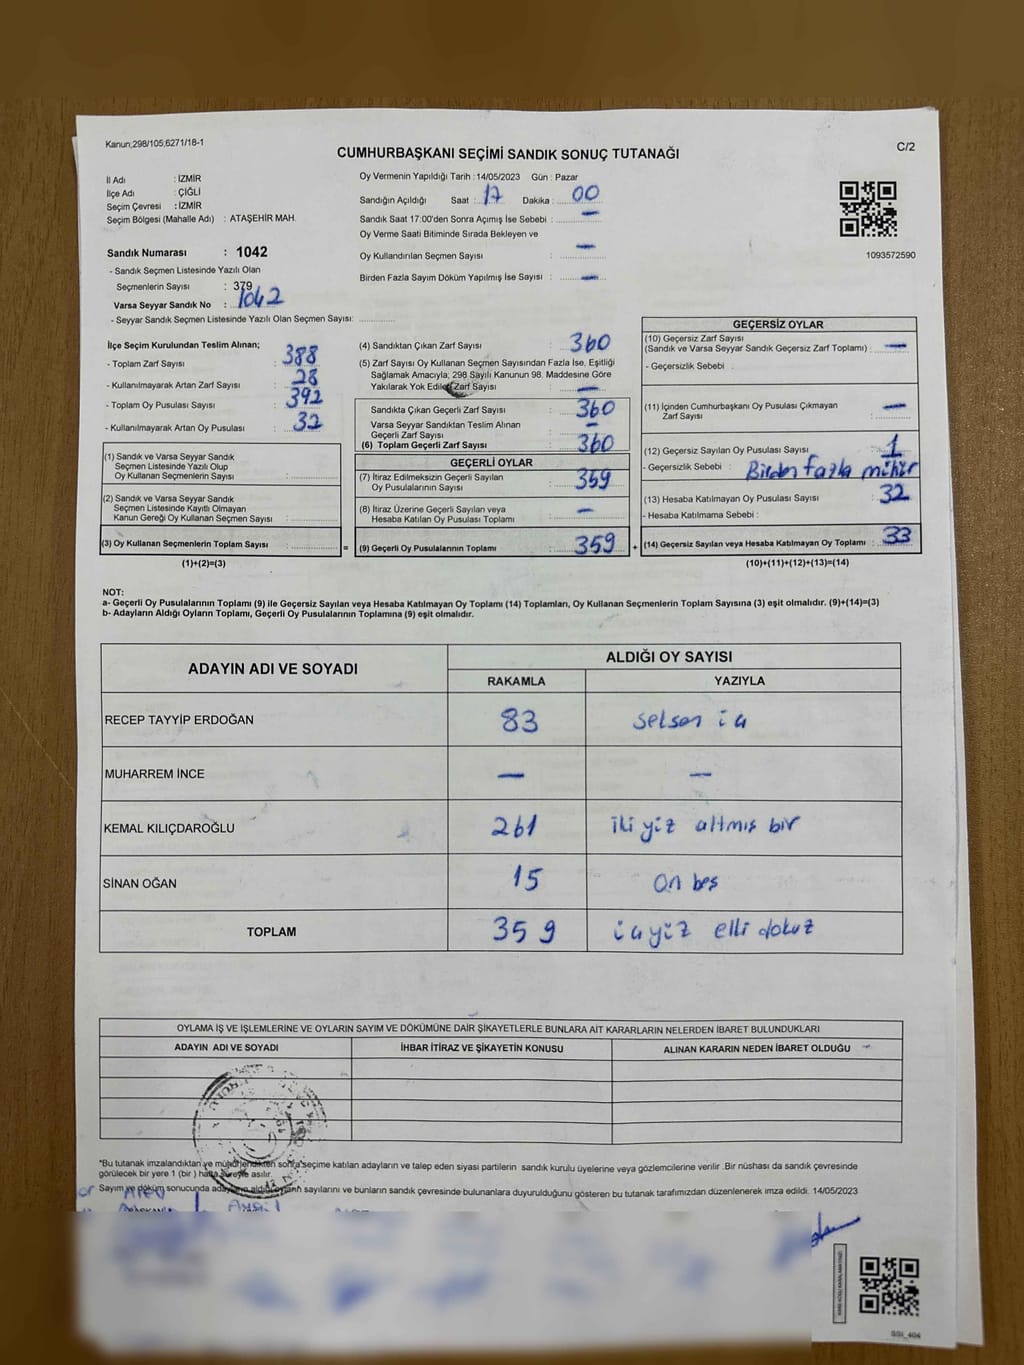 Kanun;298/105;6271/18-1
C/2
CUMHURBAŞKANI SEÇİMİ SANDIK SONUÇ TUTANAĞI
İl Adı : İZMİR
İlçe Adı : ÇİĞLİ
Seçim Çevresi : İZMİR
Seçim Bölgesi (Mahalle Adı) : ATAŞEHİR MAH.
Sandık Numarası : 1042
- Sandık Seçmen Listesinde Yazılı Olan
Seçmenlerin Sayısı : 379
Varsa Seyyar Sandık No : 1042
- Seyyar Sandık Seçmen Listesinde Yazılı Olan Seçmen Sayısı:
Oy Vermenin Yapıldığı Tarih : 14/05/2023 Gün : Pazar
Sandığın Açıldığı Saat : 17 Dakika : 00
Sandık Saat 17:00'den Sonra Açımış İse Sebebi : —
Oy Verme Saati Bitiminde Sırada Bekleyen ve
Oy Kullandırılan Seçmen Sayısı : —
Birden Fazla Sayım Döküm Yapılmış İse Sayısı : —
1093572590
İlçe Seçim Kurulundan Teslim Alınan;
- Toplam Zarf Sayısı : 388
- Kullanılmayarak Artan Zarf Sayısı : 28
- Toplam Oy Pusulası Sayısı : 392
- Kullanılmayarak Artan Oy Pusulası : 32
(1) Sandık ve Varsa Seyyar Sandık
Seçmen Listesinde Yazılı Olup
Oy Kullanan Seçmenlerin Sayısı :
(2) Sandık ve Varsa Seyyar Sandık
Seçmen Listesinde Kayıtlı Olmayan
Kanun Gereği Oy Kullanan Seçmen Sayısı :
(3) Oy Kullanan Seçmenlerin Toplam Sayısı : =
(1)+(2)=(3)
(4) Sandıktan Çıkan Zarf Sayısı : 360
(5) Zarf Sayısı Oy Kullanan Seçmen Sayısından Fazla İse, Eşitliği
Sağlamak Amacıyla; 298 Sayılı Kanunun 98. Maddesine Göre
Yakılarak Yok Edilen Zarf Sayısı : —
Sandıkta Çıkan Geçerli Zarf Sayısı : 360
Varsa Seyyar Sandıktan Teslim Alınan
Geçerli Zarf Sayısı : —
(6) Toplam Geçerli Zarf Sayısı : 360
GEÇERLİ OYLAR
(7) İtiraz Edilmeksizin Geçerli Sayılan
Oy Pusulalarının Sayısı : 359
(8) İtiraz Üzerine Geçerli Sayılan veya
Hesaba Katılan Oy Pusulası Toplamı : —
(9) Geçerli Oy Pusulalarının Toplamı : 359 +
GEÇERSİZ OYLAR
(10) Geçersiz Zarf Sayısı
(Sandık ve Varsa Seyyar Sandık Geçersiz Zarf Toplamı) : —
- Geçersizlik Sebebi :
(11) İçinden Cumhurbaşkanı Oy Pusulası Çıkmayan
Zarf Sayısı : —
(12) Geçersiz Sayılan Oy Pusulası Sayısı : 1
- Geçersizlik Sebebi : Birden fazla mühür
(13) Hesaba Katılmayan Oy Pusulası Sayısı : 32
- Hesaba Katılmama Sebebi :
(14) Geçersiz Sayılan veya Hesaba Katılmayan Oy Toplamı : 33
(10)+(11)+(12)+(13)=(14)
NOT:
a- Geçerli Oy Pusulalarının Toplamı (9) ile Geçersiz Sayılan veya Hesaba Katılmayan Oy Toplamı (14) Toplamları, Oy Kullanan Seçmenlerin Toplam Sayısına (3) eşit olmalıdır. (9)+(14)=(3)
b- Adayların Aldığı Oyların Toplamı, Geçerli Oy Pusulalarının Toplamına (9) eşit olmalıdır.
ADAYIN ADI VE SOYADI
ALDIĞI OY SAYISI
RAKAMLA YAZIYLA
RECEP TAYYİP ERDOĞAN 83 selsen üç
MUHARREM İNCE — —
KEMAL KILIÇDAROĞLU 261 iki yüz altmış bir
SİNAN OĞAN 15 on beş
TOPLAM 359 üçyüz elli dokuz
OYLAMA İŞ VE İŞLEMLERİNE VE OYLARIN SAYIM VE DÖKÜMÜNE DAİR ŞİKAYETLERLE BUNLARA AİT KARARLARIN NELERDEN İBARET BULUNDUKLARI
ADAYIN ADI VE SOYADI İHBAR İTİRAZ VE ŞİKAYETİN KONUSU ALINAN KARARIN NEDEN İBARET OLDUĞU
*Bu tutanak imzalandıktan ve mühürlendikten sonra seçime katılan adayların ve talep eden siyasi partilerin sandık kurulu üyelerine veya gözlemcilerine verilir .Bir nüshası da sandık çevresinde
görülecek bir yere 1 (bir ) hafta süreyle asılır.
Sayım ve döküm sonucunda adayların aldığı oyların sayılarını ve bunların sandık çevresinde bulunanlara duyurulduğunu gösteren bu tutanak tarafımızdan düzenlenerek imza edildi. 14/05/2023
SSI_404